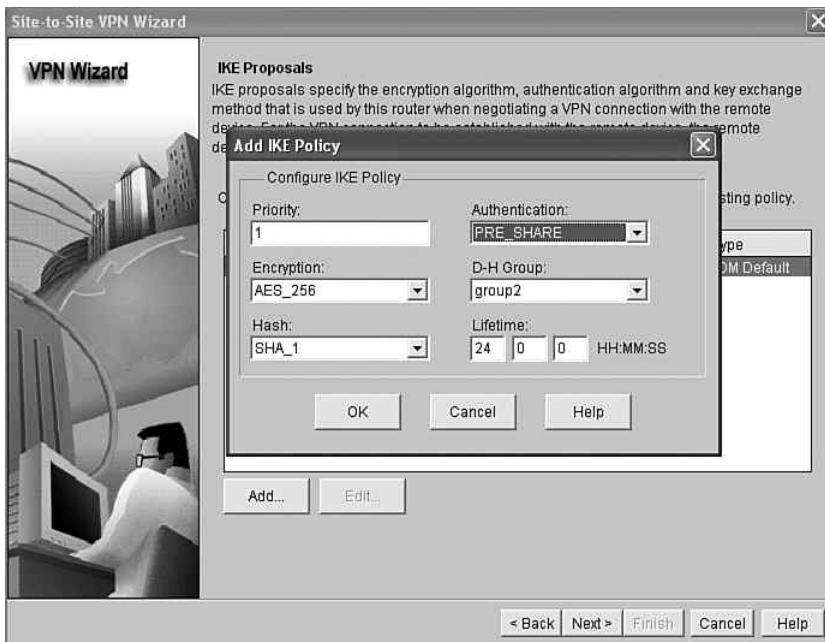 Site-to-Site VPN Wizard
VPN Wizard
IKE Proposals
IKE proposals specify the encryption algorithm, authentication algorithm and key exchange
method that is used by this router when negotiating a VPN connection with the remote
remote
Add IKE Policy
Configure IKE Policy
Priority:
1
Authentication:
PRE_SHARE
Encryption:
AES_256
D-H Group:
group2
Hash:
SHA_1
Lifetime:
24 0 0 HH:MM:SS
OK Cancel Help
sting policy.
ype
DM Default
Add... Edit...
< Back Next > Finish Cancel Help